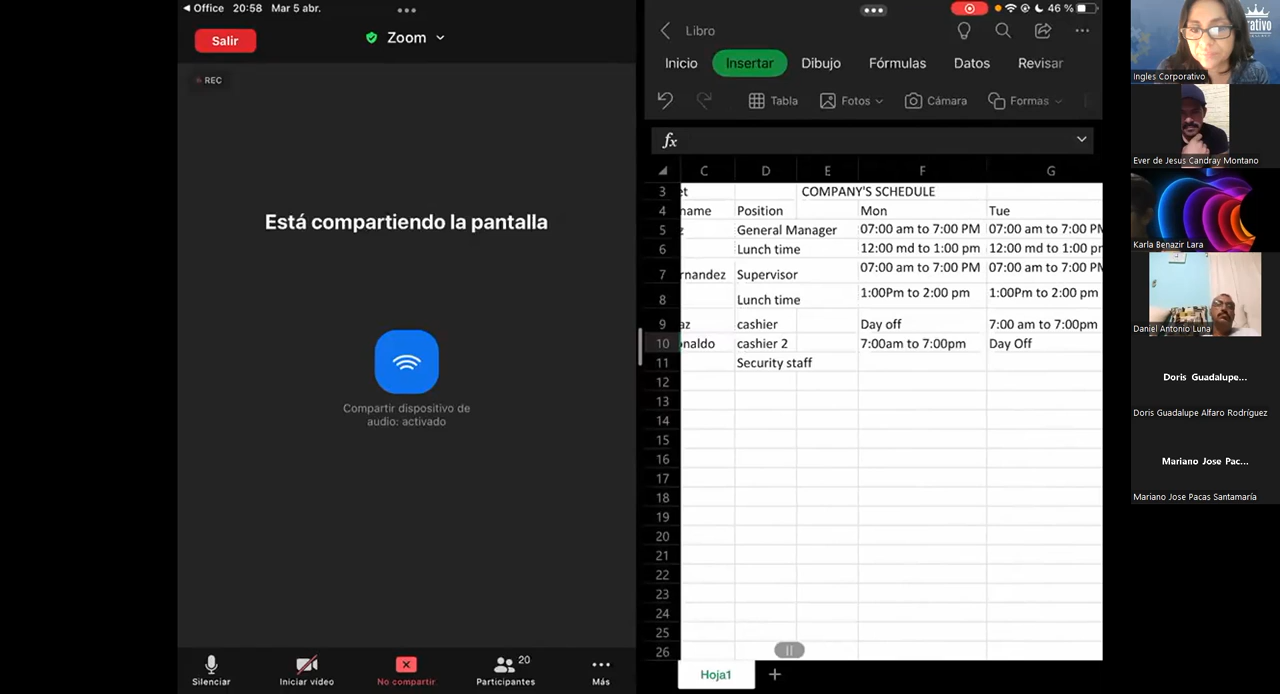 Office 20:58 Mar 5 abr.
Salir
Zoom
REC
Está compartiendo la pantalla
Compartir dispositivo de
audio: activado
Silenciar
Iniciar vídeo
No compartir
Participantes
20
Más
46 %
Libro
Inicio Insertar Dibujo Fórmulas Datos Revisar
Tabla Fotos Cámara Formas
fx
C D E F G
3 et COMPANY'S SCHEDULE
4 name Position Mon Tue
5 z General Manager 07:00 am to 7:00 PM 07:00 am to 7:00 PM
6 Lunch time 12:00 md to 1:00 pm 12:00 md to 1:00 pr
7 rnandez Supervisor 07:00 am to 7:00 PM 07:00 am to 7:00 PM
8 Lunch time 1:00Pm to 2:00 pm 1:00Pm to 2:00 pm
9 az cashier Day off 7:00 am to 7:00pm
10 onaldo cashier 2 7:00am to 7:00pm Day Off
11 Security staff
12
13
14
15
16
17
18
19
20
21
22
23
24
25
26
Hoja1
rativo
Ingles Corporativo
Ever de Jesus Candray Montano
Karla Benazir Lara
Daniel Antonio Luna
Doris Guadalupe...
Doris Guadalupe Alfaro Rodríguez
Mariano Jose Pac...
Mariano Jose Pacas Santamaría